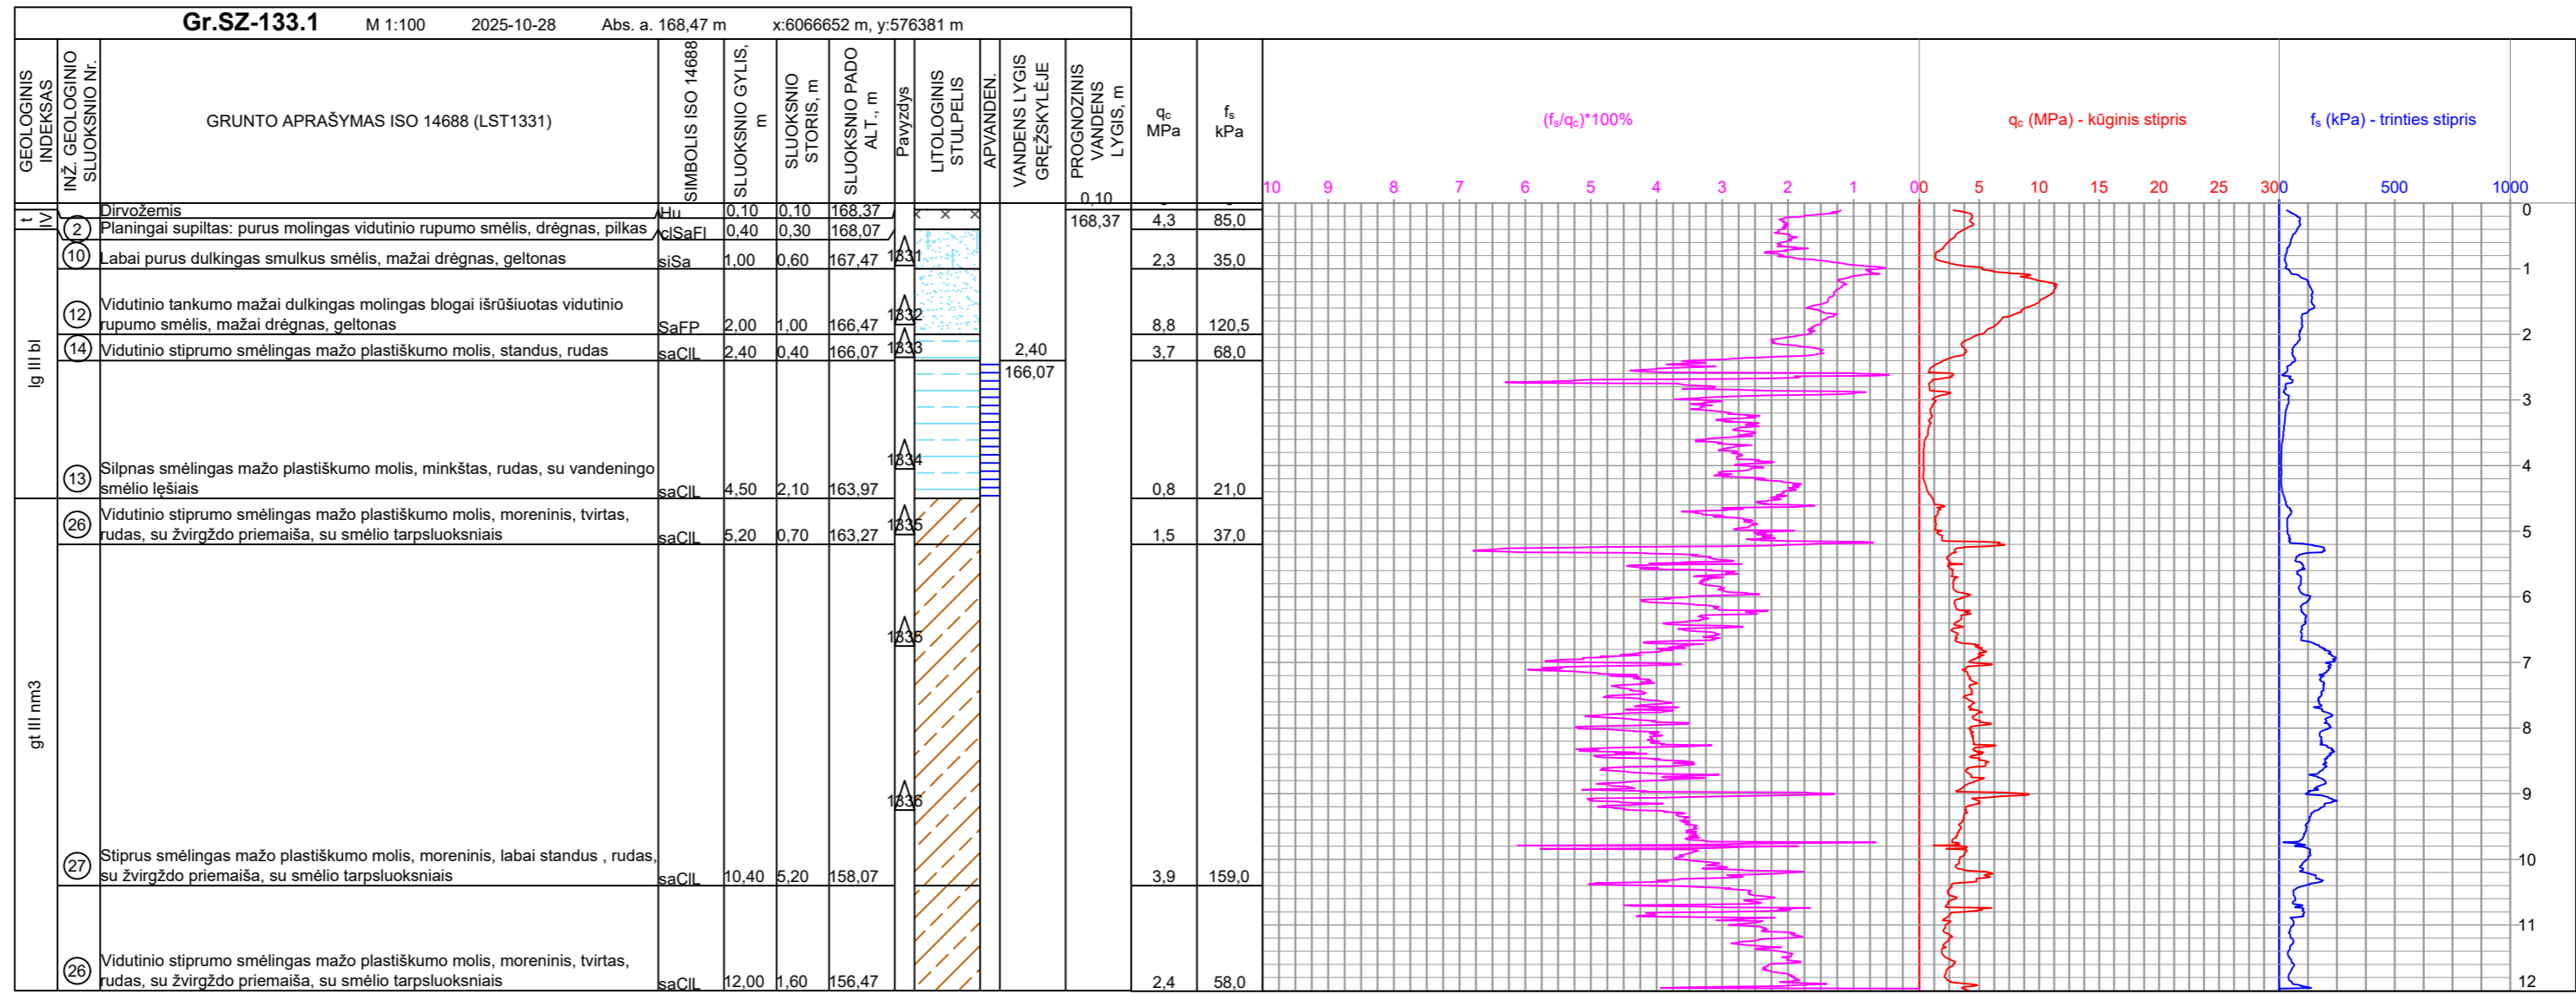 Gr.SZ-133.1 M 1:100 2025-10-28 Abs. a. 168,47 m x:6066652 m, y:576381 m
GEOLOGINIS INDEKSAS
INŽ. GEOLOGINIO SLUOKSNIO Nr.
GRUNTO APRAŠYMAS ISO 14688 (LST1331)
SIMBOLIS ISO 14688
SLUOKSNIO GYLIS, m
SLUOKSNIO STORIS, m
SLUOKSNIO PADO ALT., m
Pavyzdys
LITOLOGINIS STULPELIS
APVANDEN.
VANDENS LYGIS GRĘŽSKYLĖJE
PROGNOZINIS VANDENS LYGIS, m
qc MPa
fs kPa
(fs/qc)*100%
qc (MPa) - kūginis stipris
fs (kPa) - trinties stipris
10 9 8 7 6 5 4 3 2 1 0
0 5 10 15 20 25 30
0 500 1000
0,10
168,37
t IV
Dirvožemis Hu 0,10 0,10 168,37
2 Planingai supiltas: purus molingas vidutinio rupumo smėlis, drėgnas, pilkas clSaFl 0,40 0,30 168,07 4,3 85,0
10 Labai purus dulkingas smulkus smėlis, mažai drėgnas, geltonas siSa 1,00 0,60 167,47 1331 2,3 35,0
lg III bl
12 Vidutinio tankumo mažai dulkingas molingas blogai išrūšiuotas vidutinio
rupumo smėlis, mažai drėgnas, geltonas SaFP 2,00 1,00 166,47 1332 8,8 120,5
14 Vidutinio stiprumo smėlingas mažo plastiškumo molis, standus, rudas saClL 2,40 0,40 166,07 1333 3,7 68,0
2,40
166,07
13 Silpnas smėlingas mažo plastiškumo molis, minkštas, rudas, su vandeningo
smėlio lęšiais saClL 4,50 2,10 163,97 1334 0,8 21,0
gt III nm3
26 Vidutinio stiprumo smėlingas mažo plastiškumo molis, moreninis, tvirtas,
rudas, su žvirgždo priemaiša, su smėlio tarpsluoksniais saClL 5,20 0,70 163,27 1335 1,5 37,0
1335
1336
27 Stiprus smėlingas mažo plastiškumo molis, moreninis, labai standus , rudas,
su žvirgždo priemaiša, su smėlio tarpsluoksniais saClL 10,40 5,20 158,07 3,9 159,0
26 Vidutinio stiprumo smėlingas mažo plastiškumo molis, moreninis, tvirtas,
rudas, su žvirgždo priemaiša, su smėlio tarpsluoksniais saClL 12,00 1,60 156,47 2,4 58,0
0
1
2
3
4
5
6
7
8
9
10
11
12